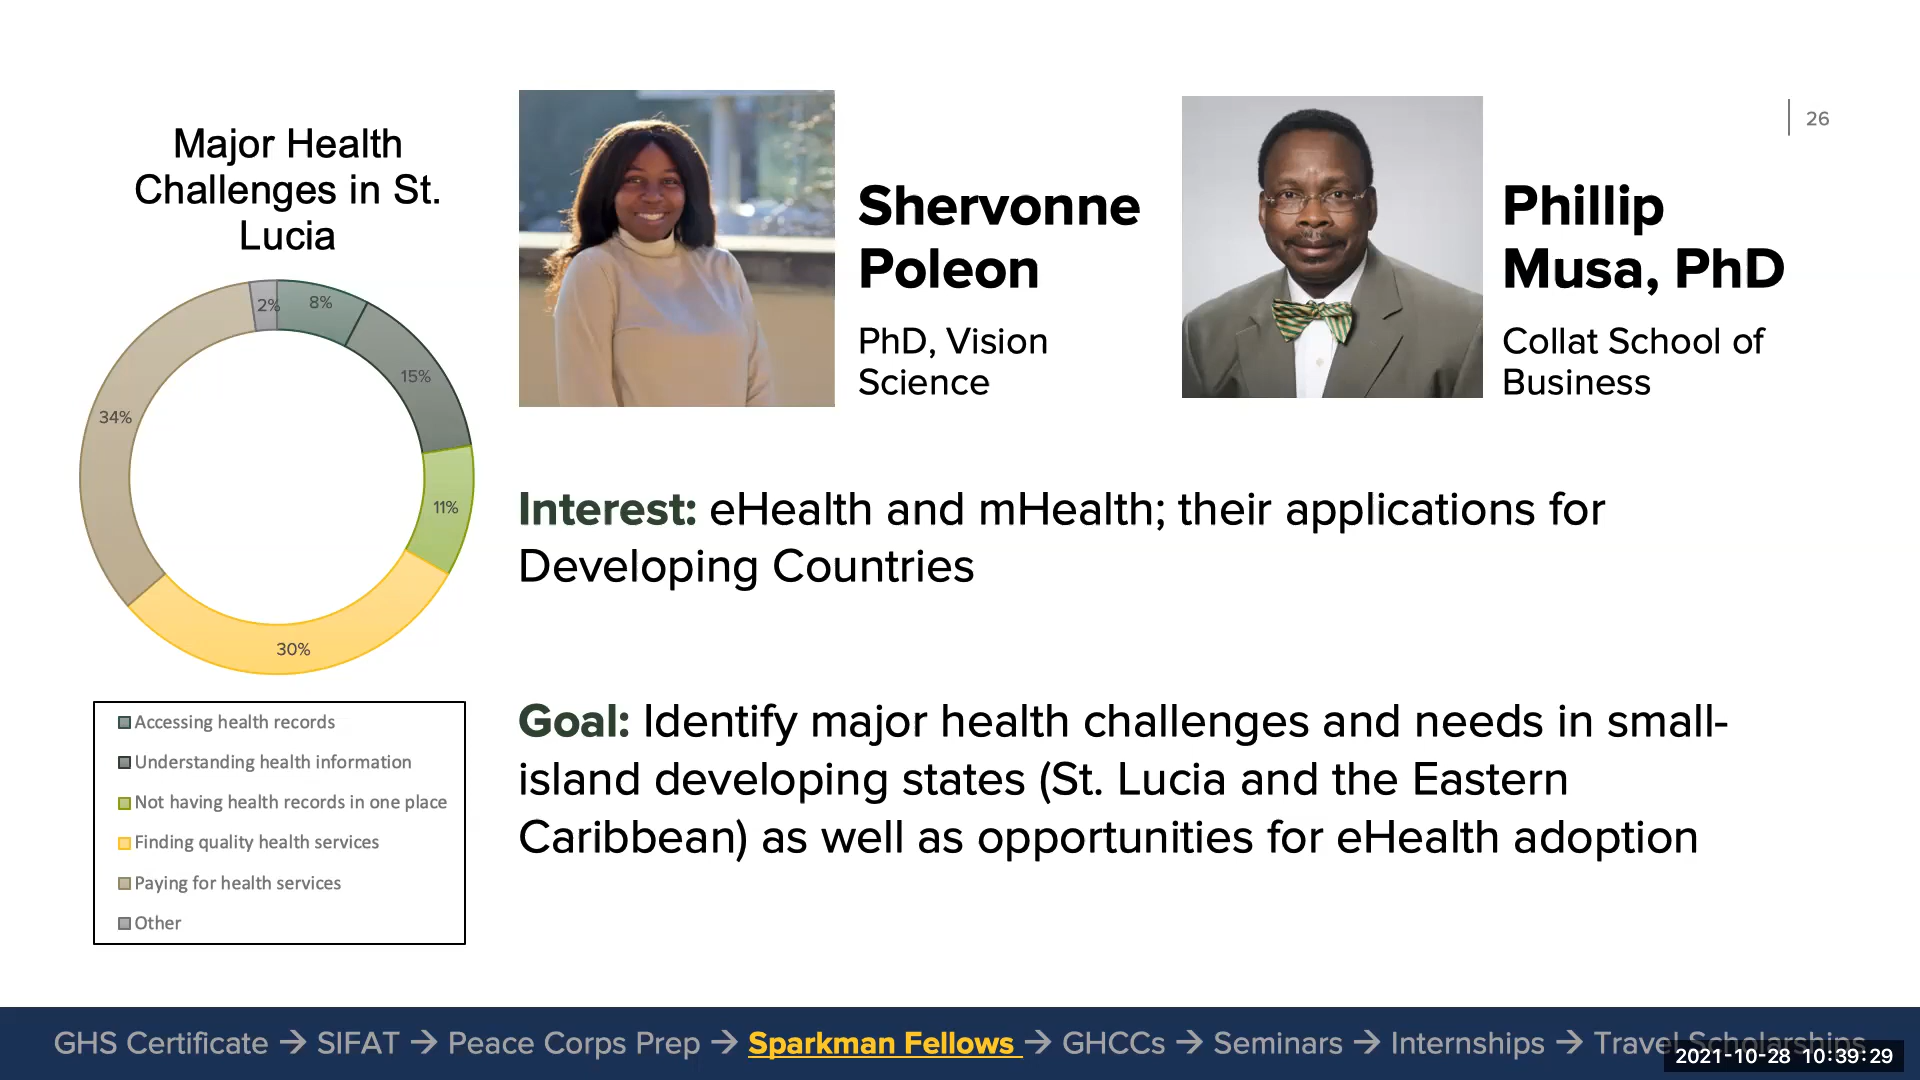 26
Major Health
Challenges in St.
Lucia
2%
8%
15%
34%
11%
30%
Accessing health records
Understanding health information
Not having health records in one place
Finding quality health services
Paying for health services
Other
Shervonne
Poleon
PhD, Vision
Science
Phillip
Musa, PhD
Collat School of
Business
Interest: eHealth and mHealth; their applications for
Developing Countries
Goal: Identify major health challenges and needs in small-
island developing states (St. Lucia and the Eastern
Caribbean) as well as opportunities for eHealth adoption
GHS Certificate → SIFAT → Peace Corps Prep → Sparkman Fellows → GHCCs → Seminars → Internships → Travel Scholarships
2021-10-28 10:39:29